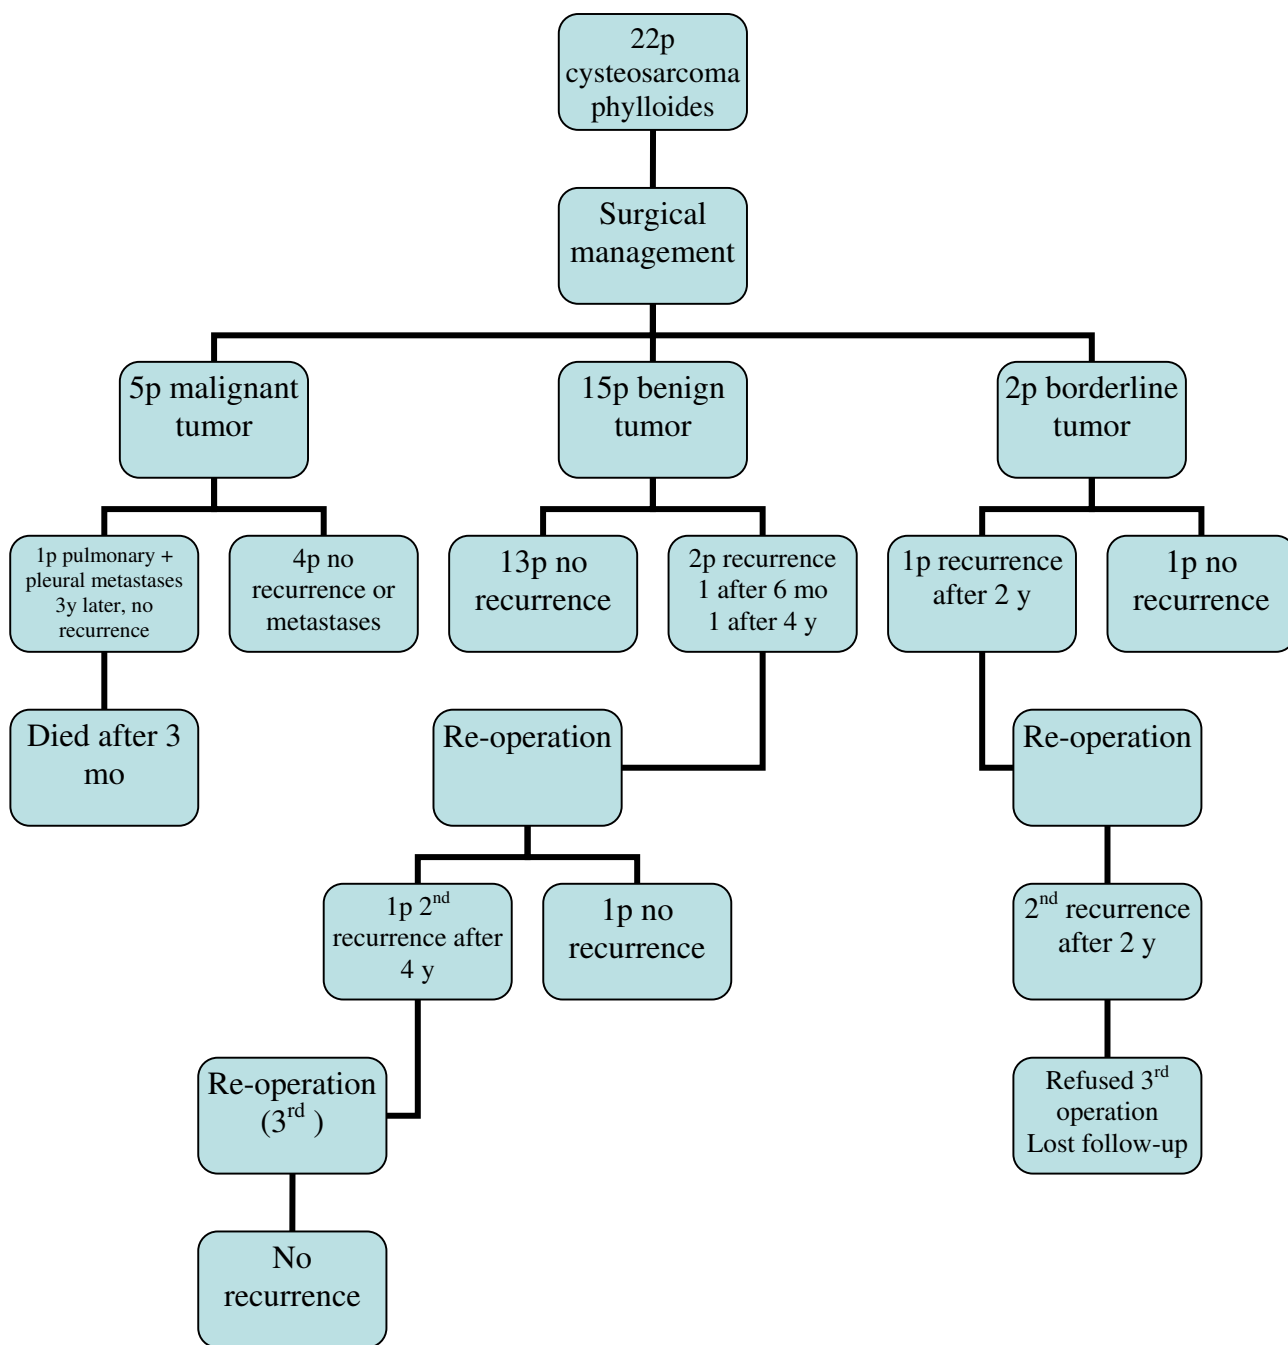 22p
cysteosarcoma
phylloides
Surgical
management
5p malignant
tumor
15p benign
tumor
2p borderline
tumor
1p pulmonary +
pleural metastases
3y later, no
recurrence
4p no
recurrence or
metastases
13p no
recurrence
2p recurrence
1 after 6 mo
1 after 4 y
1p recurrence
after 2 y
1p no
recurrence
Died after 3
mo
Re-operation
Re-operation
1p 2nd
recurrence after
4 y
1p no
recurrence
2nd recurrence
after 2 y
Re-operation
(3rd )
Refused 3rd
operation
Lost follow-up
No
recurrence